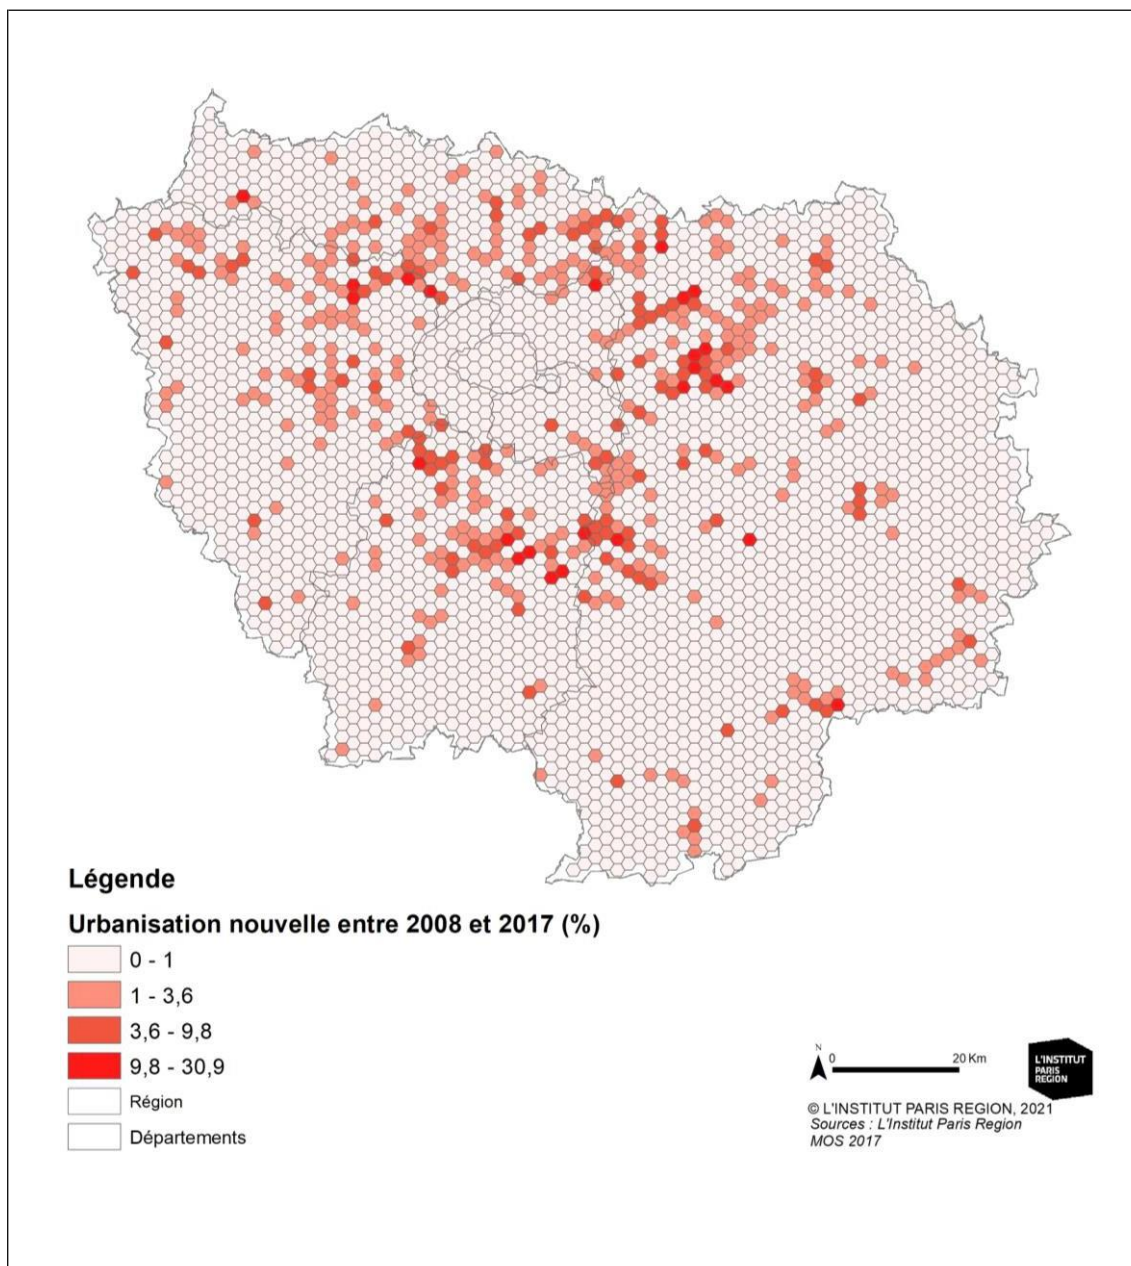 Légende
Urbanisation nouvelle entre 2008 et 2017 (%)
0 - 1
1 - 3,6
3,6 - 9,8
9,8 - 30,9
Région
Départements
N
0 20 Km
L'INSTITUT
PARIS
REGION
© L'INSTITUT PARIS REGION, 2021
Sources : L'Institut Paris Region
MOS 2017